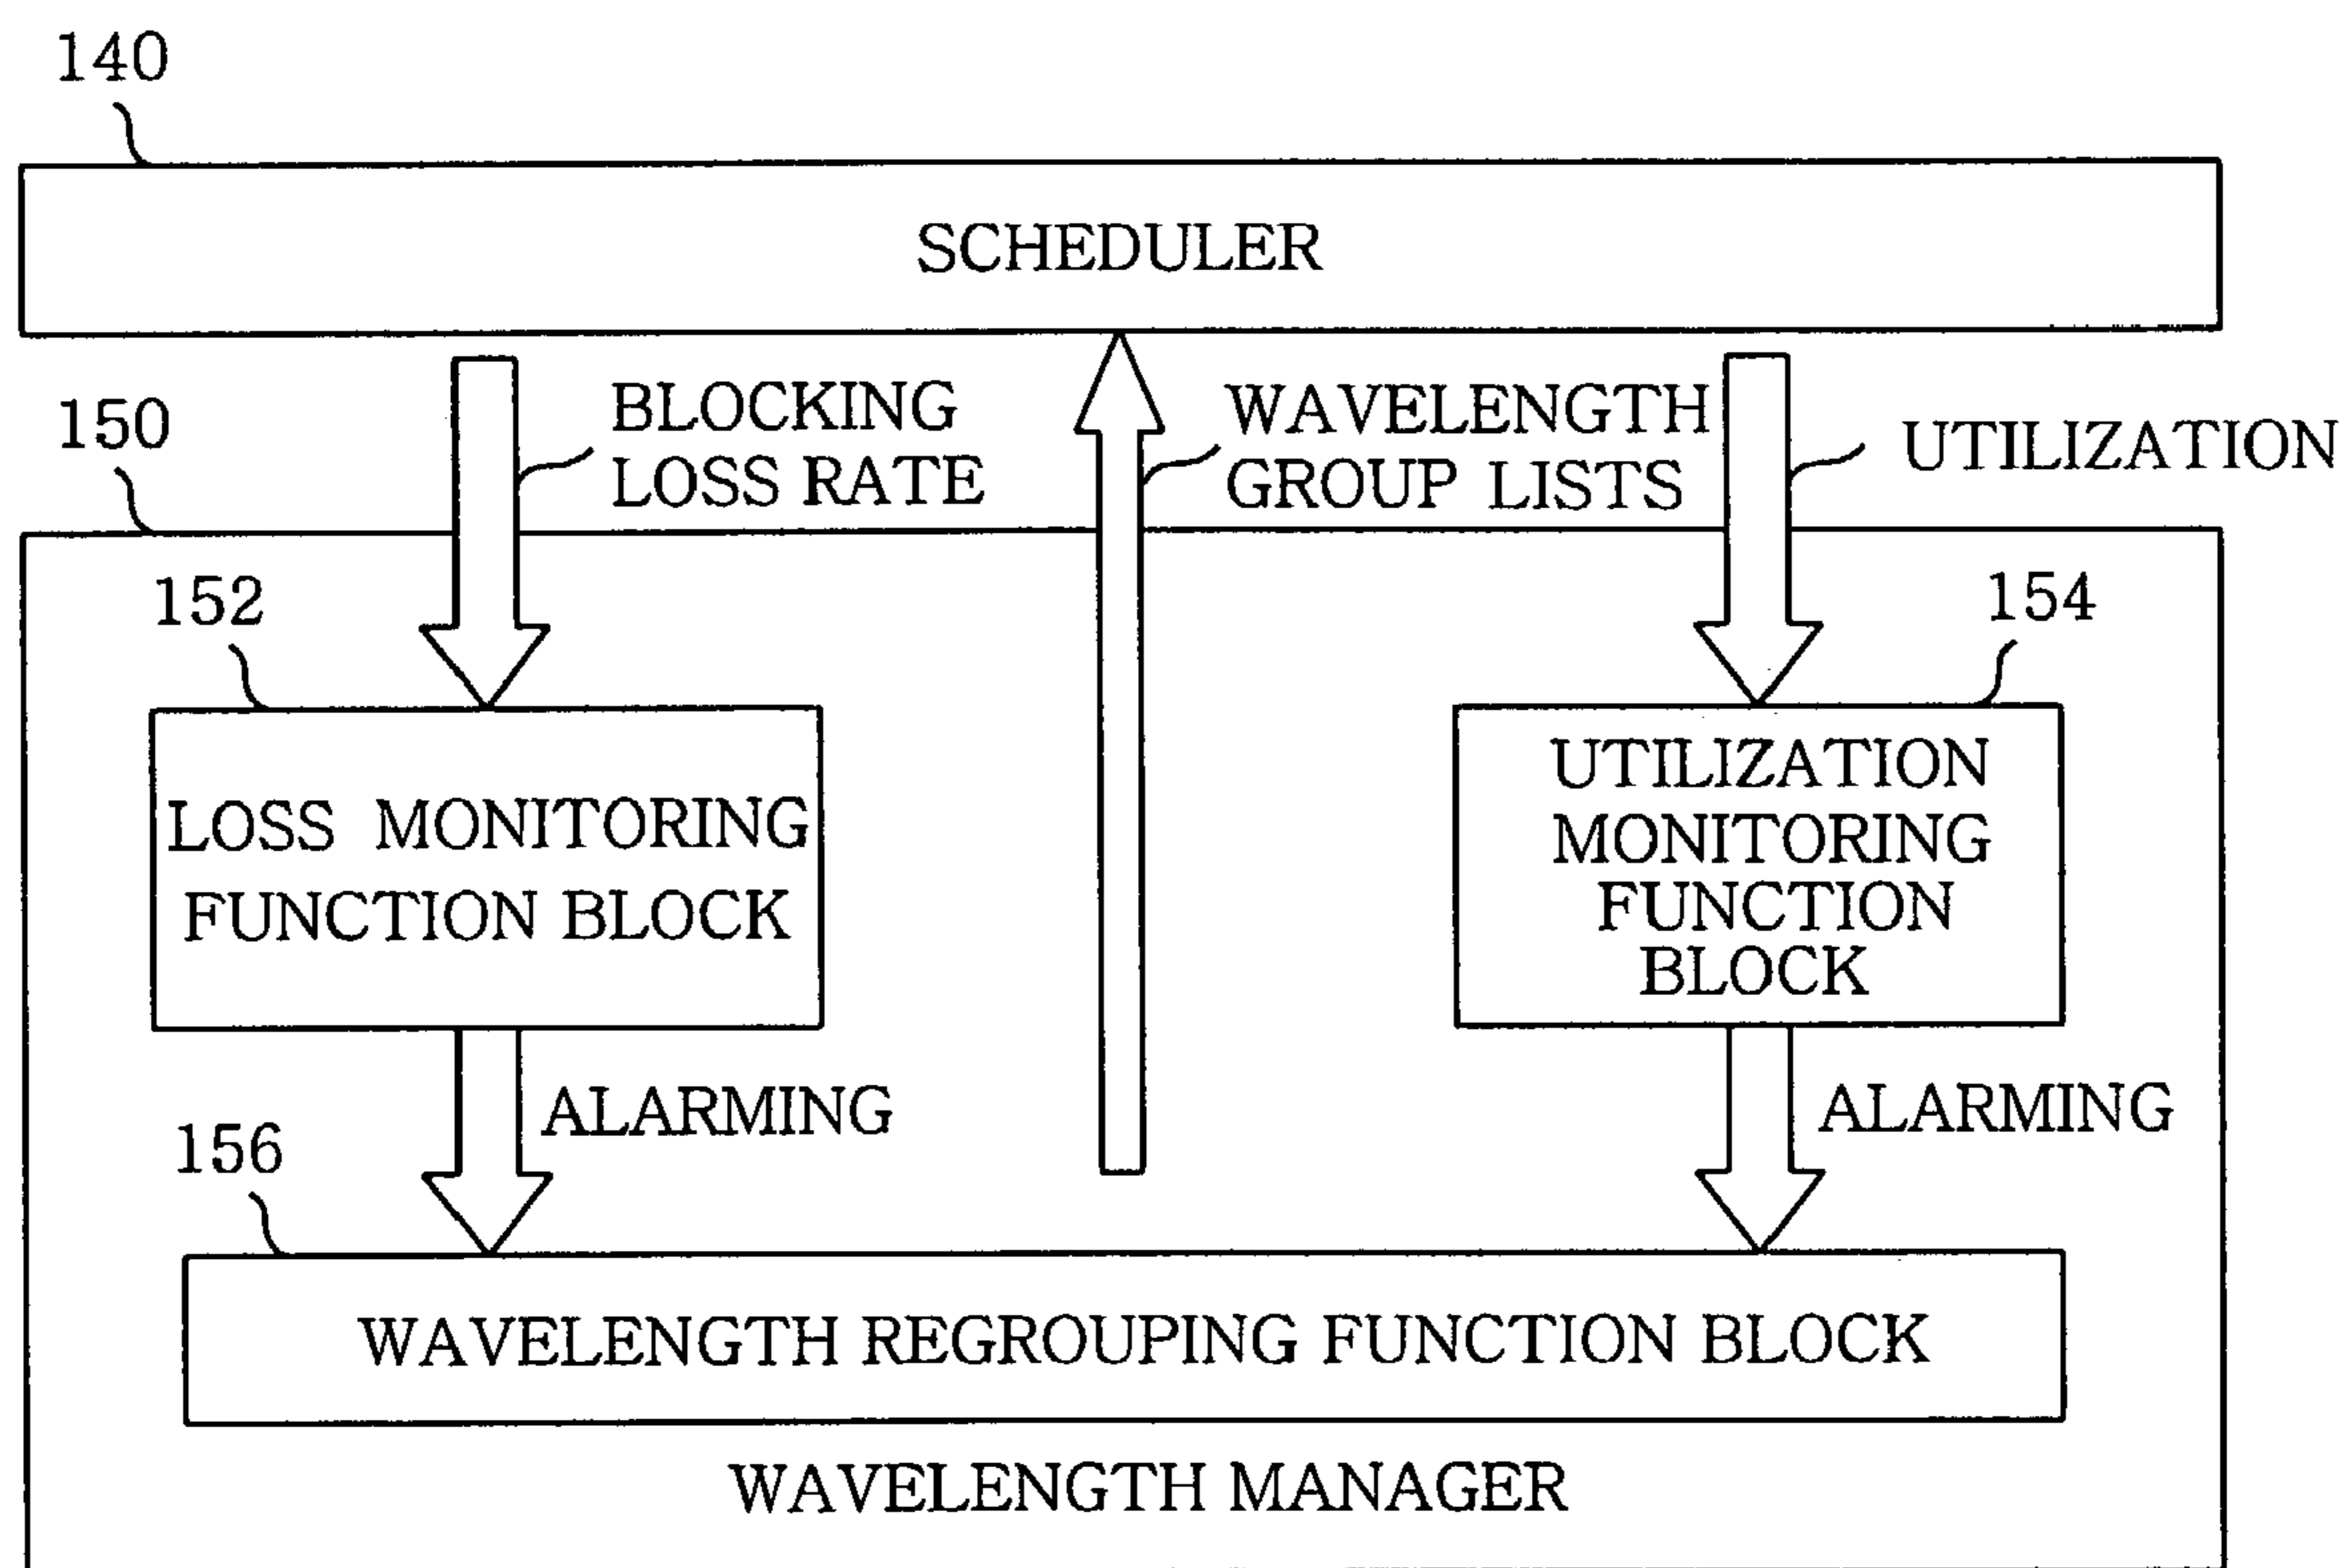 140
SCHEDULER
150
BLOCKING
LOSS RATE
WAVELENGTH
GROUP LISTS
UTILIZATION
152
154
LOSS MONITORING
FUNCTION BLOCK
UTILIZATION
MONITORING
FUNCTION
BLOCK
ALARMING
ALARMING
156
WAVELENGTH REGROUPING FUNCTION BLOCK
WAVELENGTH MANAGER